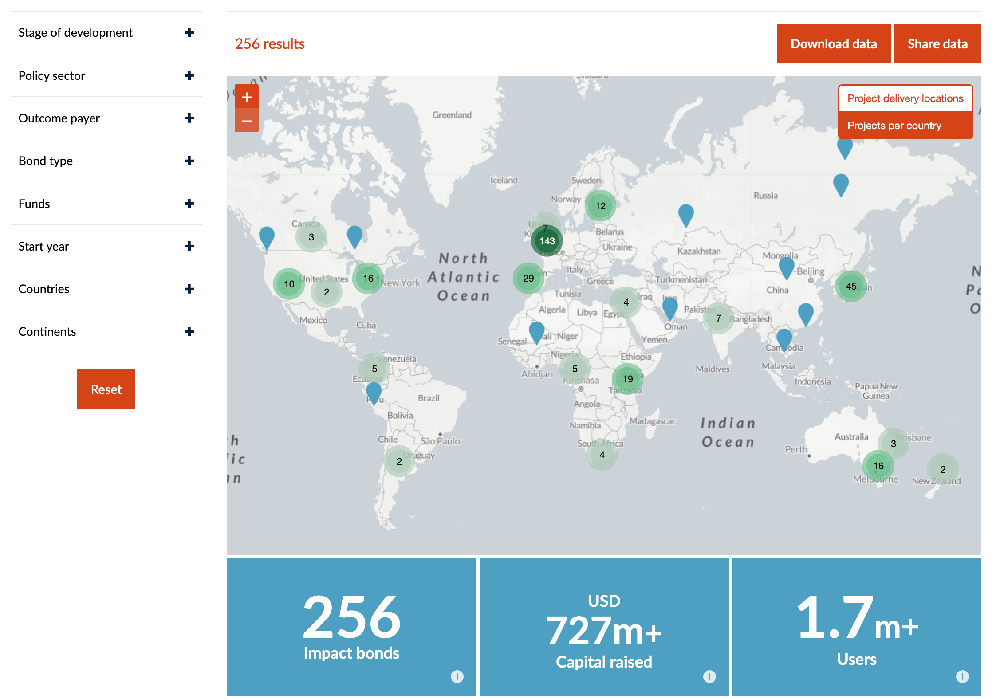 Stage of development
Policy sector
Outcome payer
Bond type
Funds
Start year
Countries
Continents
Reset
256 results
Download data
Share data
+
−
Project delivery locations
Projects per country
Greenland
Iceland
Sweden
Norway
12
Russia
Canada
3
7
143
France
Belarus
Ukraine
Kazakhstan
Mongolia
Beijing
North
Atlantic
Ocean
Italy
Greece
Turkmenistan
29
10
United States
2
16
New York
China
45
Tunisia
4
Iraq
Iran
Algeria
Libya
Egypt
Pakistan
7
Bangladesh
Mexico
Cuba
Oman
Senegal
Niger
Yemen
Cambodia
5
Venezuela
Nigeria
Ethiopia
Abidjan
5
Kinshasa
19
Tanzania
Maldives
Malaysia
Indonesia
Papua New
Guinea
Ecuador
Peru
Brazil
Bolivia
Angola
Namibia
Madagascar
Indian
Ocean
Chile
São Paulo
2
Uruguay
South Africa
4
Australia
Perth
3
Brisbane
16
Melbourne
2
New Zealand
256
Impact bonds
USD
727m+
Capital raised
1.7m+
Users